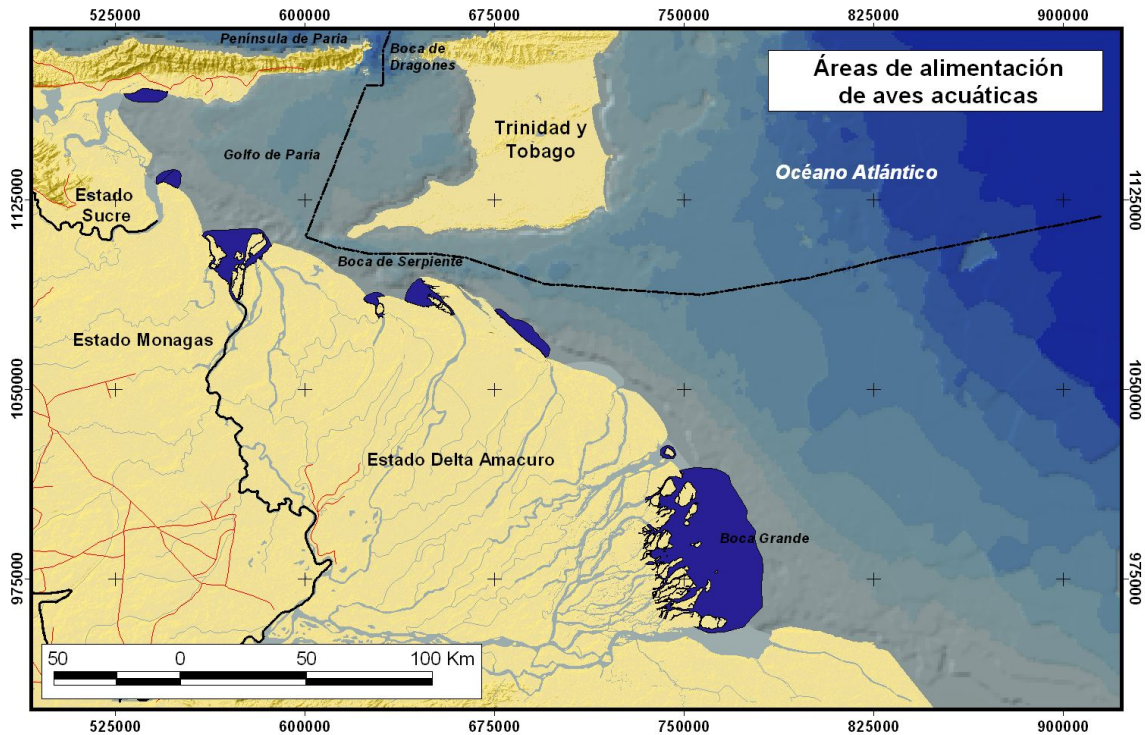 525000 600000 675000 750000 825000 900000
Península de Paria
Boca de
Dragones
Áreas de alimentación
de aves acuáticas
Trinidad y
Tobago
Golfo de Paria
Océano Atlántico
Estado
Sucre
1125000 1125000
Boca de Serpiente
Estado Monagas
1050000 1050000
Estado Delta Amacuro
Boca Grande
975000 975000
50 0 50 100 Km
525000 600000 675000 750000 825000 900000